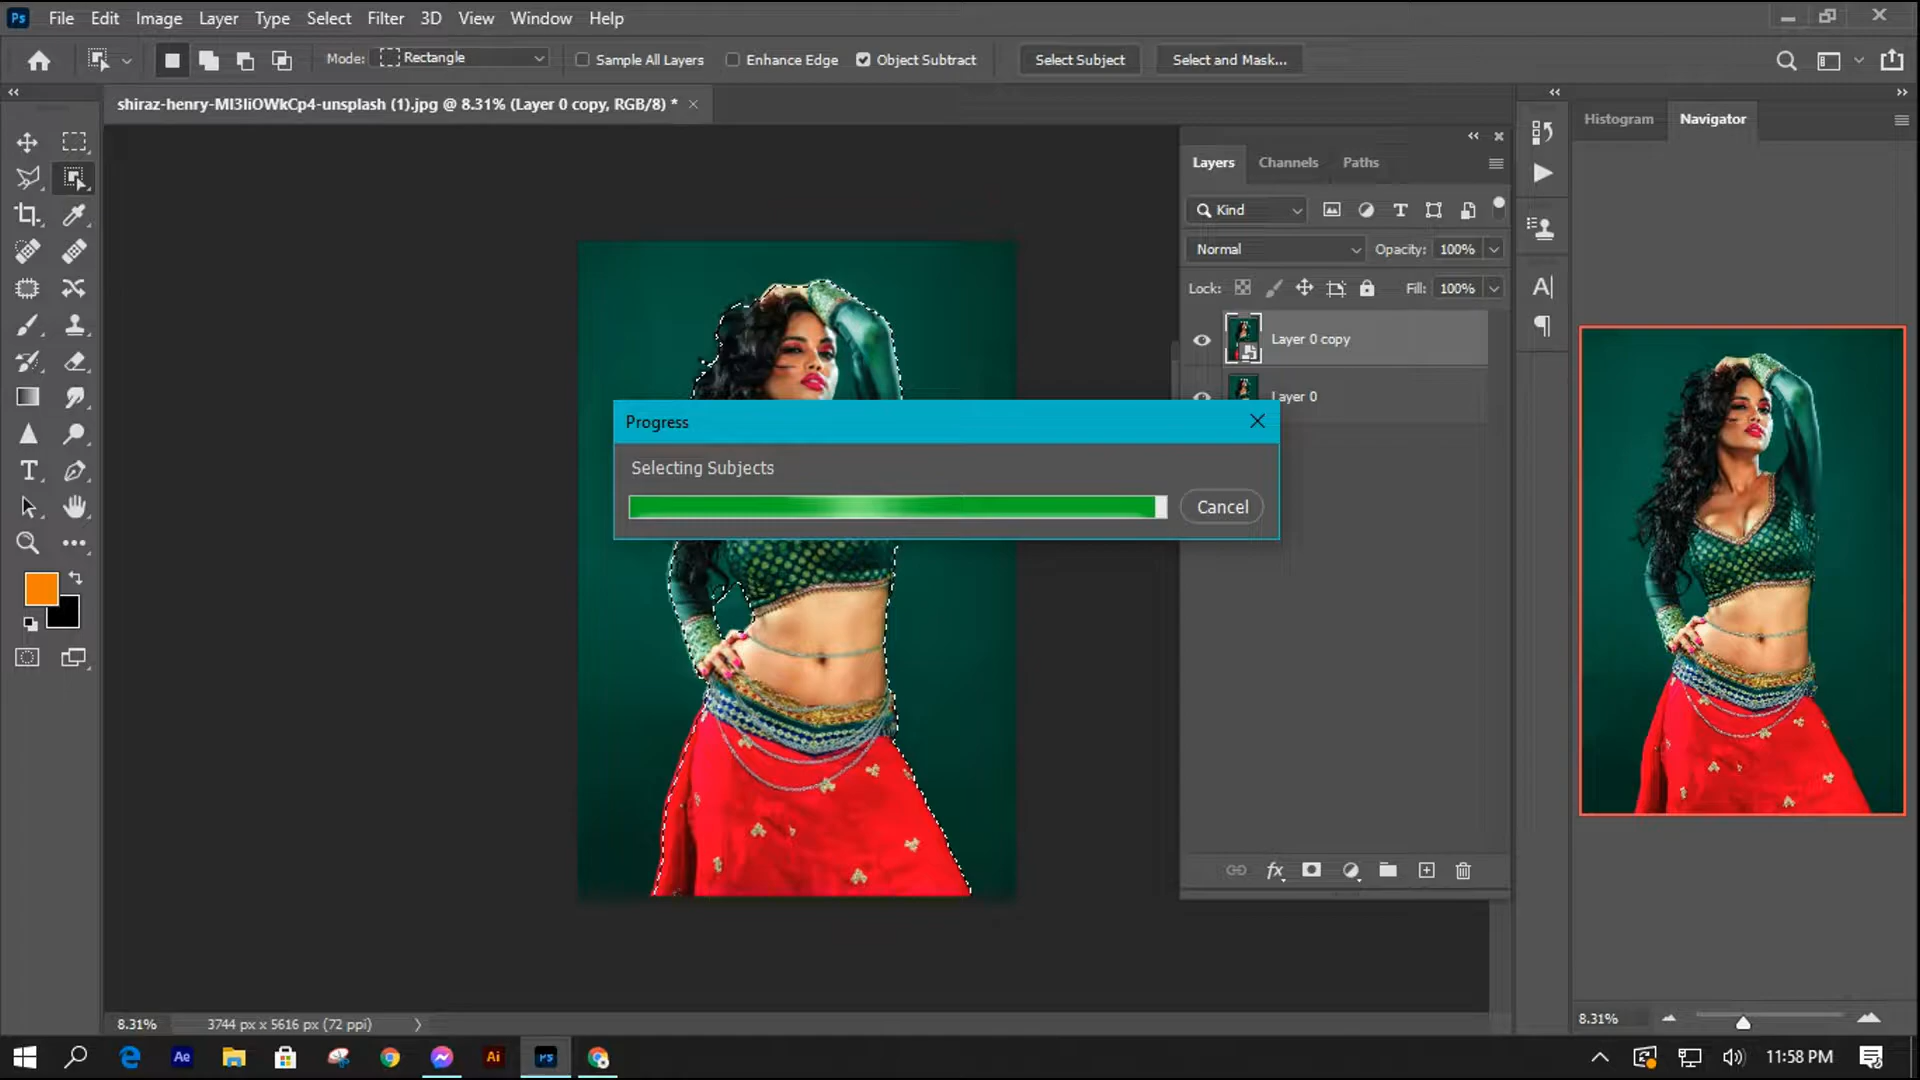 Ps File Edit Image Layer Type Select Filter 3D View Window Help
Mode: Rectangle Sample All Layers Enhance Edge Object Subtract Select Subject Select and Mask...
shiraz-henry-MI3IiOWkCp4-unsplash (1).jpg @ 8.31% (Layer 0 copy, RGB/8) *
Histogram Navigator
Layers Channels Paths
Kind
Normal Opacity: 100%
Lock: Fill: 100%
Layer 0 copy
Layer 0
Progress
Selecting Subjects
Cancel
fx
8.31% 3744 px x 5616 px (72 ppi)
8.31%
Ae Ai Ps 11:58 PM